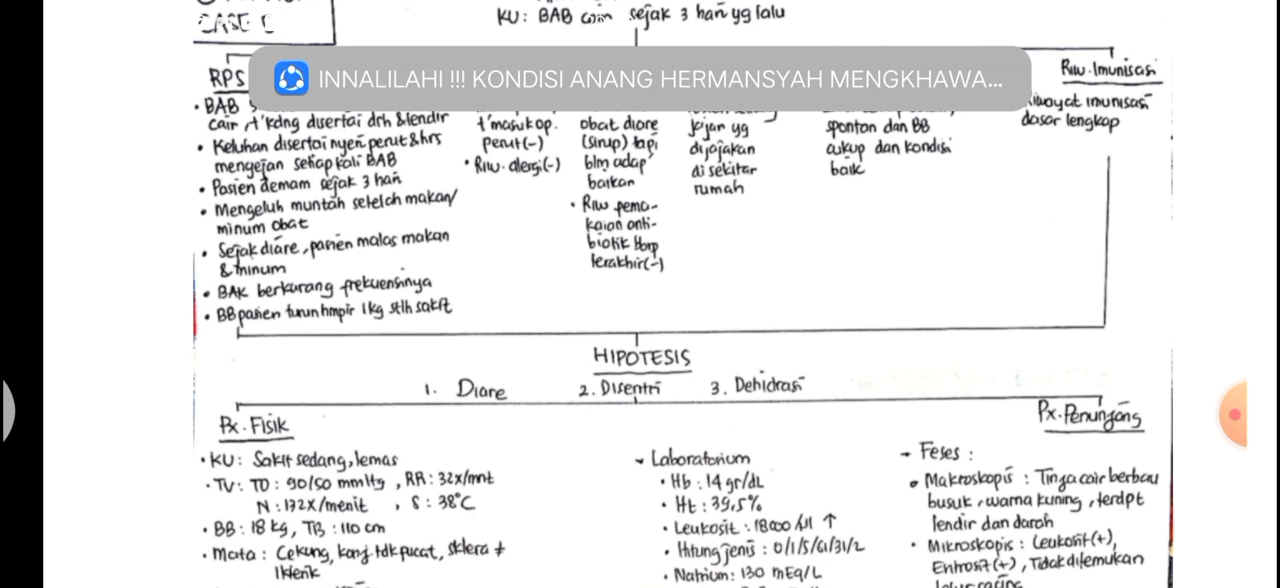 CASE
KU: BAB cair sejak 3 hari yg lalu
INNALILAHI !!! KONDISI ANANG HERMANSYAH MENGKHAWA...
RPS
• BAB
cair, t'kdng disertai drh & lendir
• Keluhan disertai nyeri perut & hrs
mengejan setiap kali BAB
• Pasien demam sejak 3 hari
• Mengeluh muntah setelah makan/
minum obat
• Sejak diare, pasien malas makan
& minum
• BAK berkurang frekuensinya
• BB pasien turun hmpir 1kg stlh sakit
t'masuk op.
perut (-)
• Riw. alergi (-)
obat diare
(sirup) tapi
blm ada p'
baikan
• Riw pema-
kaian anti-
biotik
terakhir (-)
jajan yg
dijajakan
di sekitar
rumah
spontan dan BB
cukup dan kondisi
baik
Riw. Imunisasi
Riwayat imunisasi
dasar lengkap
HIPOTESIS
1. Diare 2. Disentri 3. Dehidrasi
Px. Fisik
• KU: Sakit sedang, lemas
• TV: TD: 90/50 mmHg, RR: 32x/mnt
N: 132x/menit, S: 38°C
• BB: 18 kg, TB: 110 cm
• Mata: Cekung, konj. tdk pucat, sklera
Ikterik
- Laboratorium
• Hb: 14 gr/dL
• Ht: 39,5%
• Leukosit: 18000 /µl ↑
• Hitung jenis: 0/1/5/61/31/2
• Natrium: 130 mEq/L
Px. Penunjang
- Feses:
• Makroskopis: Tinja cair berbau
busuk, warna kuning, terdpt
lendir dan darah
• Mikroskopis: Leukosit (+),
Eritrosit (+), Tidak ditemukan